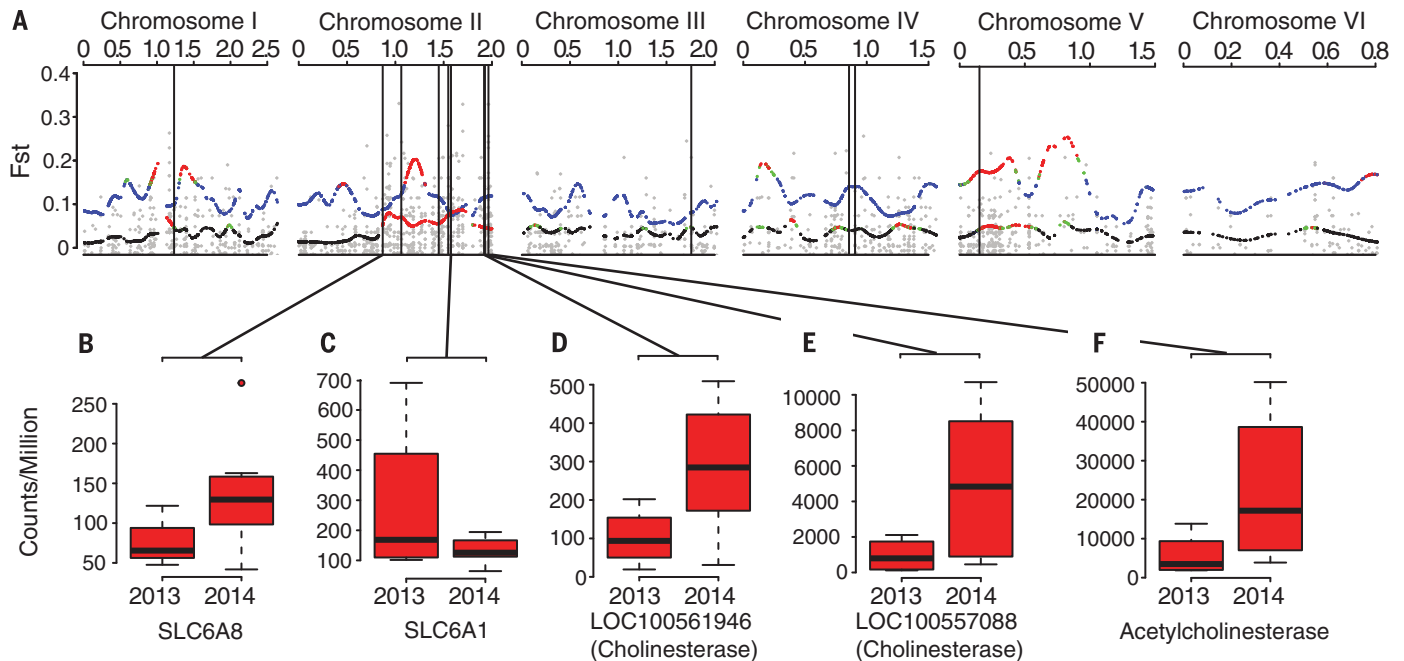 A
Chromosome I
Chromosome II
Chromosome III
Chromosome IV
Chromosome V
Chromosome VI
0 0.5 1.0 1.5 2.0 2.5
0 0.5 1.0 1.5 20
0 0.5 1.0 1.5 2.0
0 0.5 1.0 1.5
0 0.5 1.0 1.5
0 0.2 0.4 0.6 0.8
Fst
0.4
0.3
0.2
0.1
0
B
Counts/Million
250
200
150
100
50
2013 2014
SLC6A8
C
700
600
500
400
300
200
100
2013 2014
SLC6A1
D
500
400
300
200
100
0
2013 2014
LOC100561946
(Cholinesterase)
E
10000
8000
6000
4000
2000
0
2013 2014
LOC100557088
(Cholinesterase)
F
50000
40000
30000
20000
10000
0
2013 2014
Acetylcholinesterase